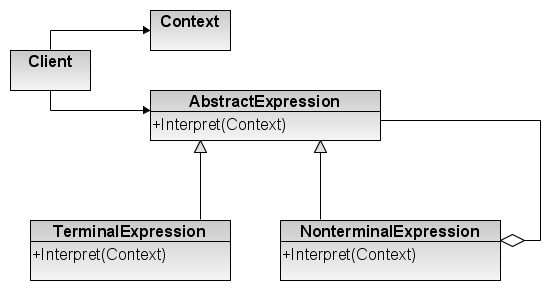 Context
Client
AbstractExpression
+Interpret(Context)
TerminalExpression
+Interpret(Context)
NonterminalExpression
+Interpret(Context)